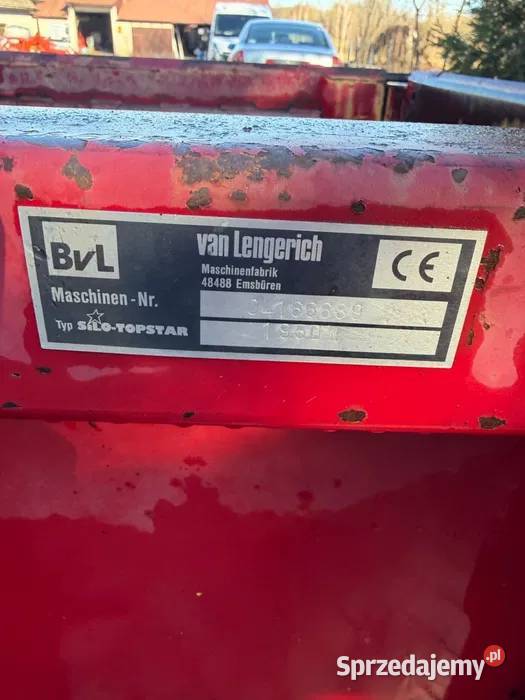 BvL
van Lengerich
Maschinenfabrik
48488 Emsbüren
CE
Maschinen-Nr.
Typ SILO-TOPSTAR
Sprzedajemy.pl